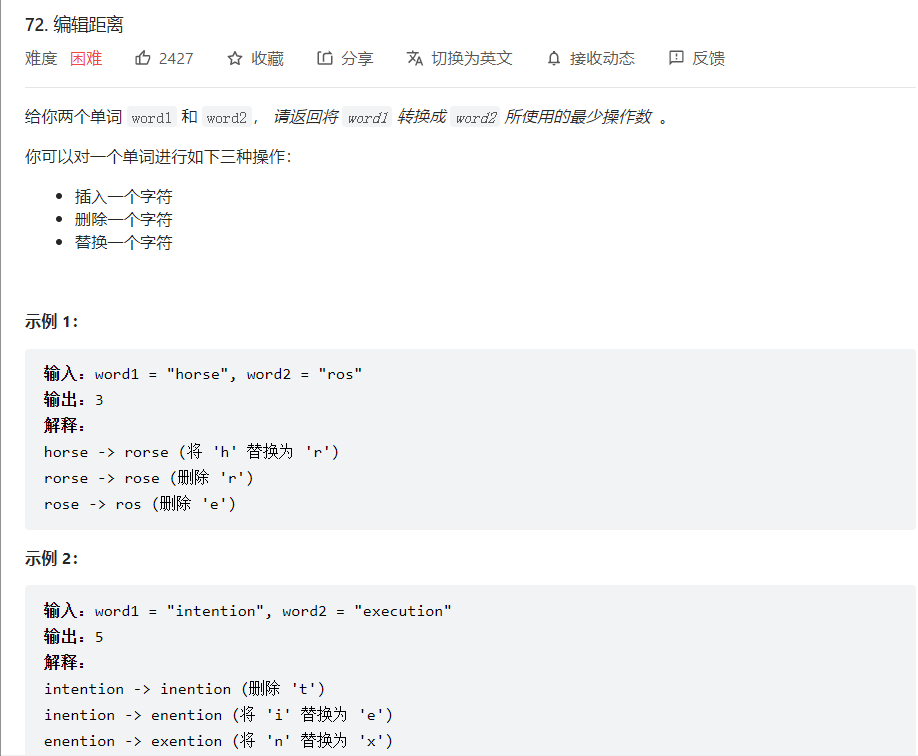 72. 编辑距离
难度 困难 2427 收藏 分享 切换为英文 接收动态 反馈
给你两个单词 word1 和 word2， 请返回将 word1 转换成 word2 所使用的最少操作数 。
你可以对一个单词进行如下三种操作：
• 插入一个字符
• 删除一个字符
• 替换一个字符
示例 1：
输入：word1 = "horse", word2 = "ros"
输出：3
解释：
horse -> rorse (将 'h' 替换为 'r')
rorse -> rose (删除 'r')
rose -> ros (删除 'e')
示例 2：
输入：word1 = "intention", word2 = "execution"
输出：5
解释：
intention -> inention (删除 't')
inention -> enention (将 'i' 替换为 'e')
enention -> exention (将 'n' 替换为 'x')